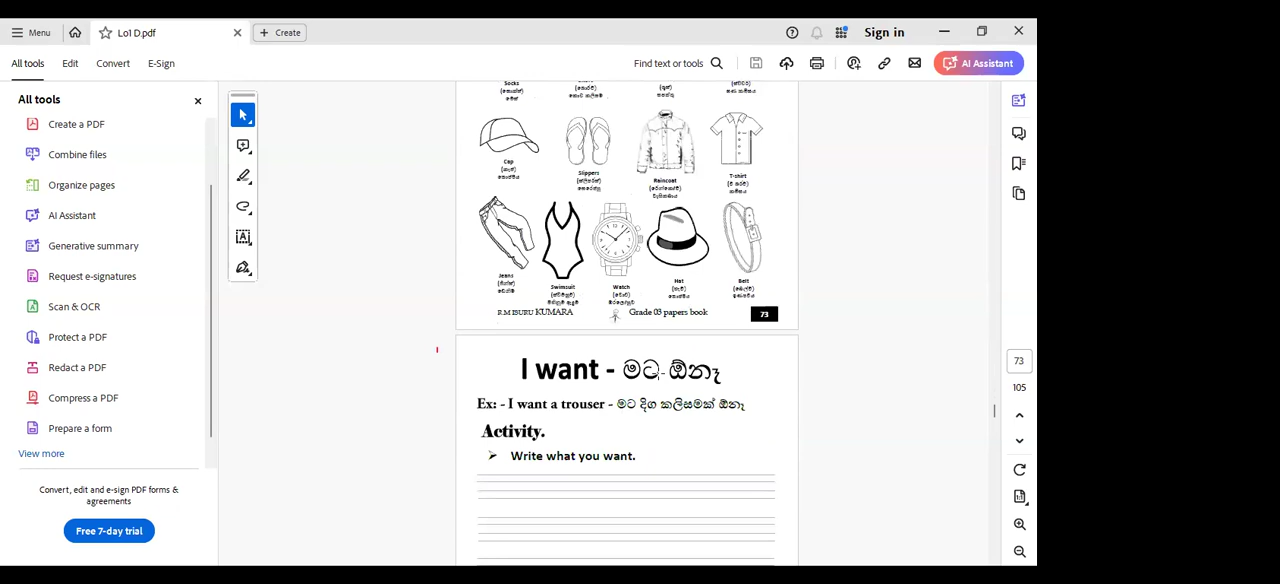 Menu
Lo1 D.pdf
Create
Sign in
All tools
Edit
Convert
E-Sign
Find text or tools
AI Assistant
All tools
Create a PDF
Combine files
Organize pages
AI Assistant
Generative summary
Request e-signatures
Scan & OCR
Protect a PDF
Redact a PDF
Compress a PDF
Prepare a form
View more
Convert, edit and e-sign PDF forms & agreements
Free 7-day trial
Socks
Cap
Slippers
Raincoat
T-shirt
Jeans
Swimsuit
Watch
Hat
Belt
R.M ISURU KUMARA
Grade 03 papers book
73
I want - මට ඕනෑ
Ex: - I want a trouser - මට දිග කලිසමක් ඕනෑ
Activity.
Write what you want.
73
105